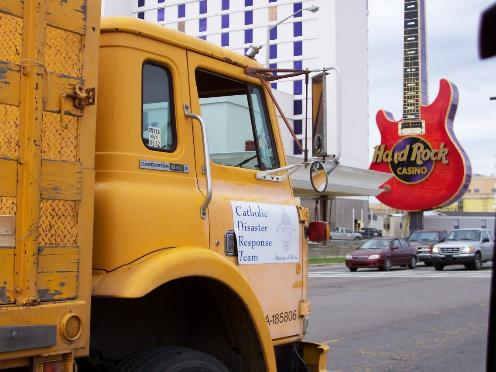 Hard Rock
CASINO
Catholic
Disaster
Response
Team
A-185806